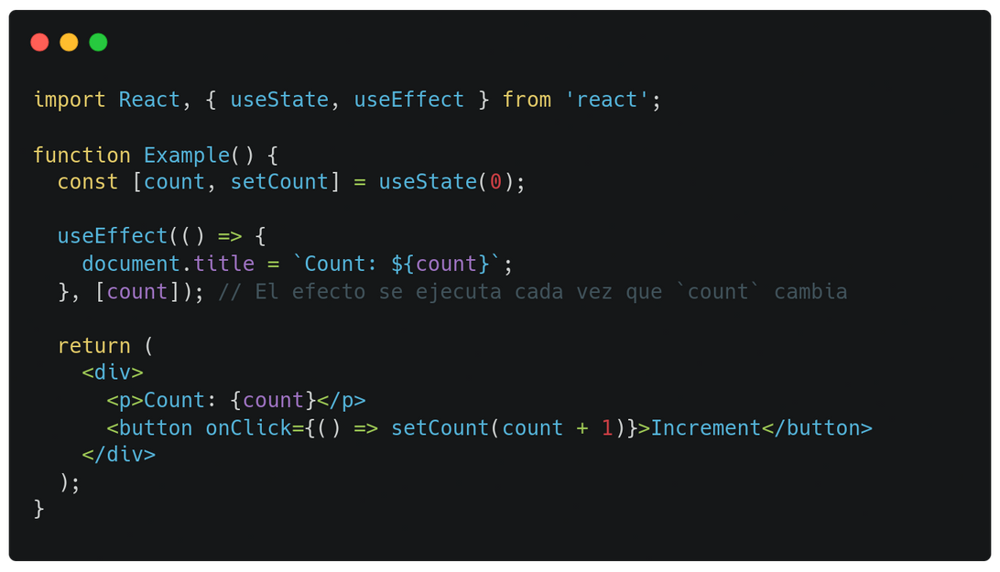 import React, { useState, useEffect } from 'react';
function Example() {
  const [count, setCount] = useState(0);
  useEffect(() => {
    document.title = `Count: ${count}`;
  }, [count]); // El efecto se ejecuta cada vez que `count` cambia
  return (
    <div>
      <p>Count: {count}</p>
      <button onClick={() => setCount(count + 1)}>Increment</button>
    </div>
  );
}